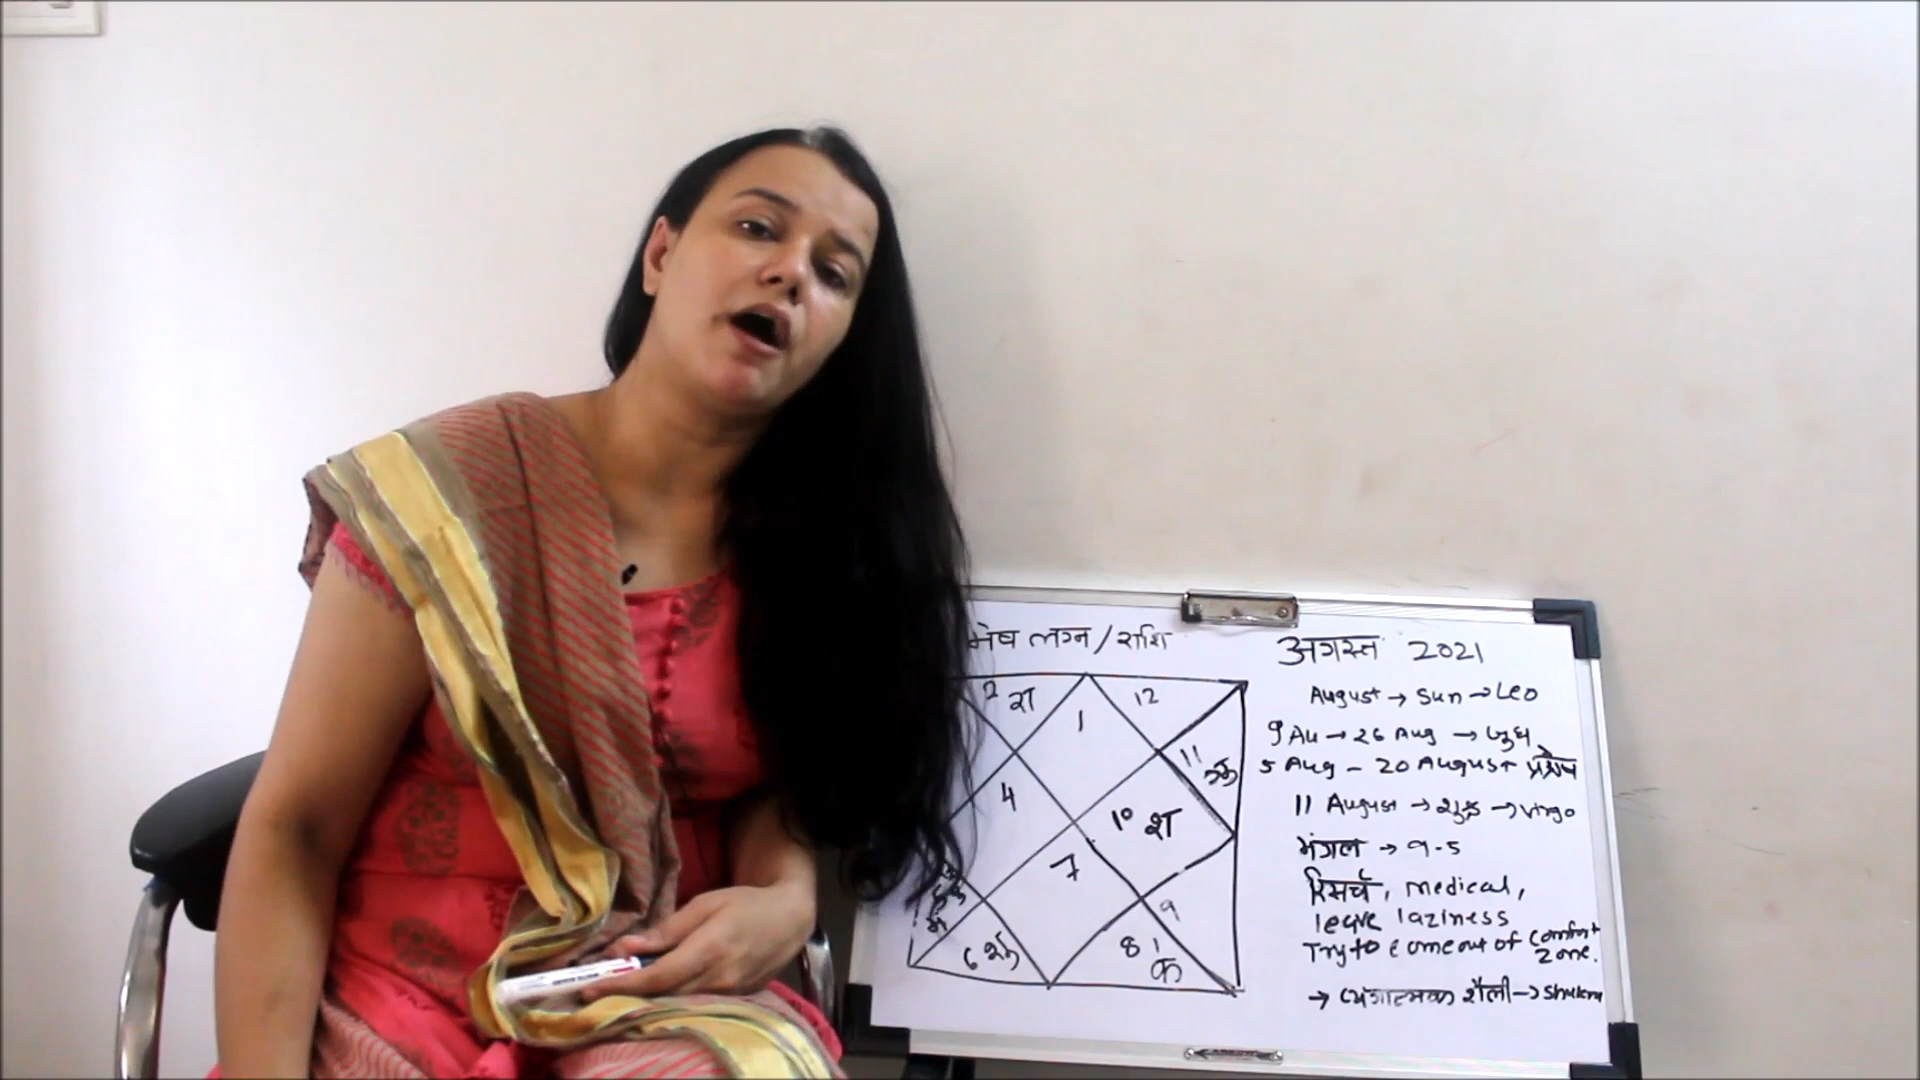 मेष लग्न / राशि
अगस्त 2021
2 रा
1
12
11
4
10 श
7
6 शु
8
के
9
August → Sun → Leo
9 Au → 26 Aug → बुध
5 Aug - 20 August
11 August → शुक्र → Virgo
मंगल → 9-5
रिसर्च, medical,
leave laziness
Try to come out of comfort
zone.
→ व्यंगात्मक शैली → Shukra